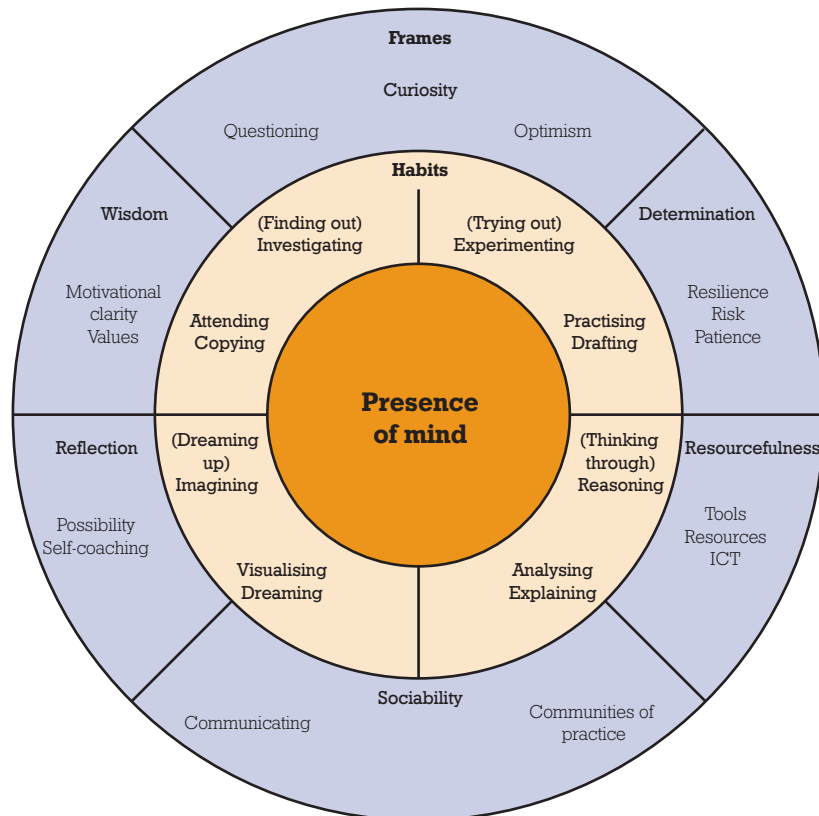 Frames
Curiosity
Questioning
Optimism
Wisdom
Motivational
clarity
Values
Determination
Resilience
Risk
Patience
Habits
(Finding out)
Investigating
(Trying out)
Experimenting
Attending
Copying
Practising
Drafting
Presence
of mind
Reflection
Possibility
Self-coaching
(Dreaming
up)
Imagining
(Thinking
through)
Reasoning
Resourcefulness
Tools
Resources
ICT
Visualising
Dreaming
Analysing
Explaining
Sociability
Communicating
Communities of
practice